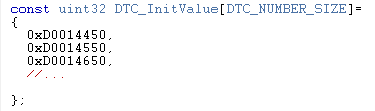 const uint32 DTC_InitValue[DTC_NUMBER_SIZE]=
{
0xD0014450,
0xD0014550,
0xD0014650,
//...
};